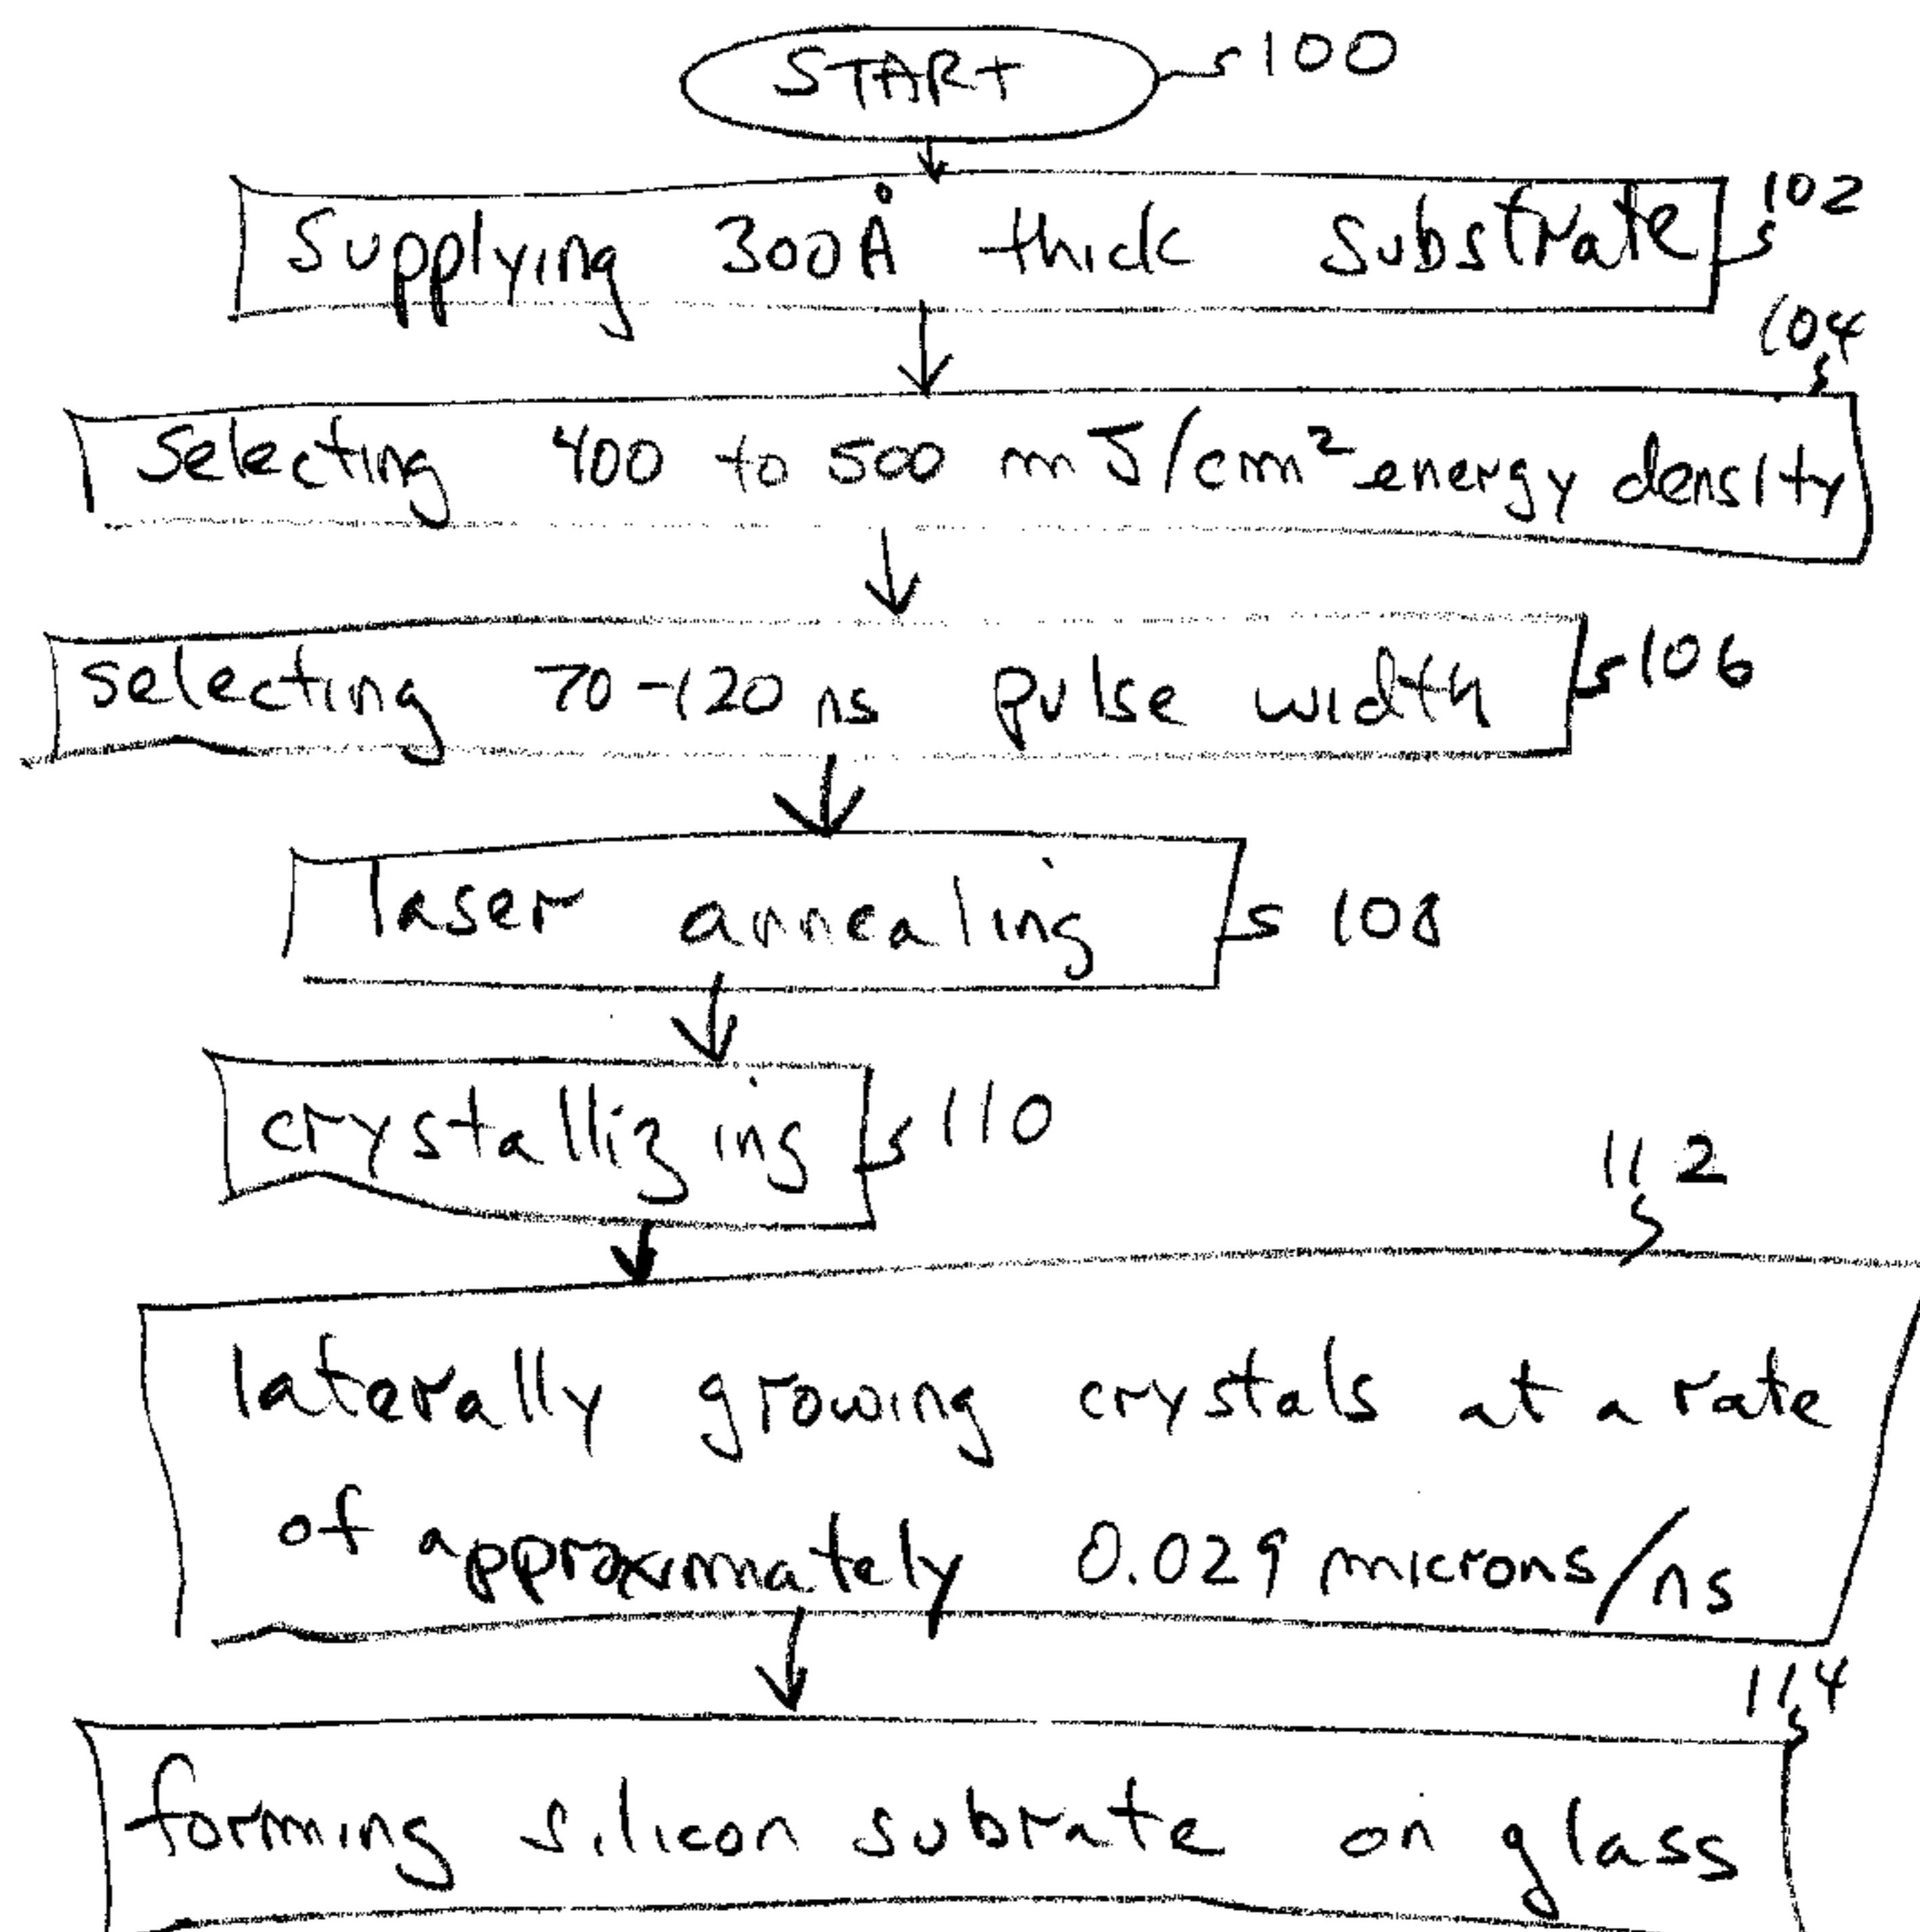 START 100
Supplying 300Å thick Substrate 102
104
Selecting 400 to 500 mJ/cm² energy density
selecting 70-120 ns pulse width 106
laser annealing 108
crystallizing 110
112
laterally growing crystals at a rate
of approximately 0.029 microns/ns
114
forming silicon subrate on glass